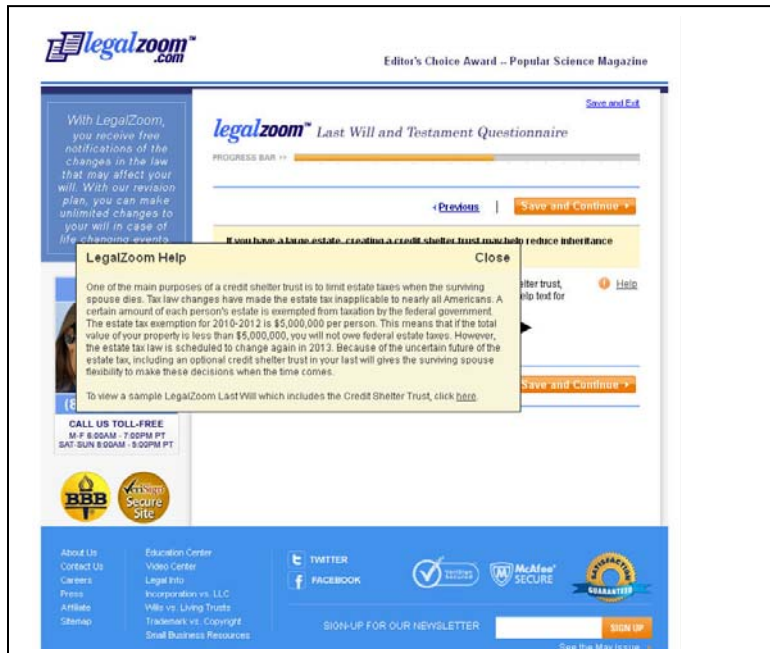 legalzoom™
.com
Editor's Choice Award -- Popular Science Magazine
With LegalZoom,
you receive free
notifications of the
changes in the law
that may affect your
will. With our revision
plan, you can make
unlimited changes to
your will in case of
life changing events.
Save and Exit
legalzoom™ Last Will and Testament Questionnaire
PROGRESS BAR >>
Previous | Save and Continue
If you have a large estate, creating a credit shelter trust may help reduce inheritance
LegalZoom Help Close
One of the main purposes of a credit shelter trust is to limit estate taxes when the surviving
spouse dies. Tax law changes have made the estate tax inapplicable to nearly all Americans. A
certain amount of each person's estate is exempted from taxation by the federal government.
The estate tax exemption for 2010-2012 is $5,000,000 per person. This means that if the total
value of your property is less than $5,000,000, you will not owe federal estate taxes. However,
the estate tax law is scheduled to change again in 2013. Because of the uncertain future of the
estate tax, including an optional credit shelter trust in your last will gives the surviving spouse
flexibility to make these decisions when the time comes.
To view a sample LegalZoom Last Will which includes the Credit Shelter Trust, click here.
elter trust,
elp text for
Help
Save and Continue
(8
CALL US TOLL-FREE
M-F 6:00AM - 7:00PM PT
SAT-SUN 8:00AM - 5:00PM PT
BBB
VeriSign
Secure
Site
About Us
Contact Us
Careers
Press
Affiliate
Sitemap
Education Center
Video Center
Legal Info
Incorporation vs. LLC
Wills vs. Living Trusts
Trademark vs. Copyright
Small Business Resources
TWITTER
FACEBOOK
McAfee
SECURE
SATISFACTION
GUARANTEED
SIGN-UP FOR OUR NEWSLETTER
SIGN UP
See the May Issue